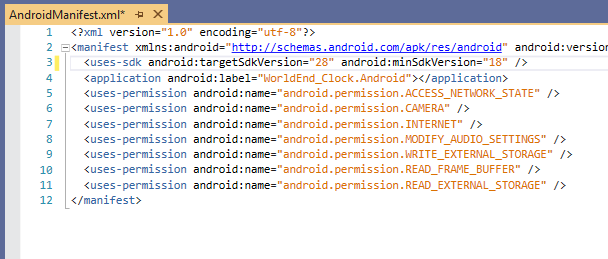 AndroidManifest.xml*
1 <?xml version="1.0" encoding="utf-8"?>
2 <manifest xmlns:android="http://schemas.android.com/apk/res/android" android:version
3 <uses-sdk android:targetSdkVersion="28" android:minSdkVersion="18" />
4 <application android:label="WorldEnd_Clock.Android"></application>
5 <uses-permission android:name="android.permission.ACCESS_NETWORK_STATE" />
6 <uses-permission android:name="android.permission.CAMERA" />
7 <uses-permission android:name="android.permission.INTERNET" />
8 <uses-permission android:name="android.permission.MODIFY_AUDIO_SETTINGS" />
9 <uses-permission android:name="android.permission.WRITE_EXTERNAL_STORAGE" />
10 <uses-permission android:name="android.permission.READ_FRAME_BUFFER" />
11 <uses-permission android:name="android.permission.READ_EXTERNAL_STORAGE" />
12 </manifest>